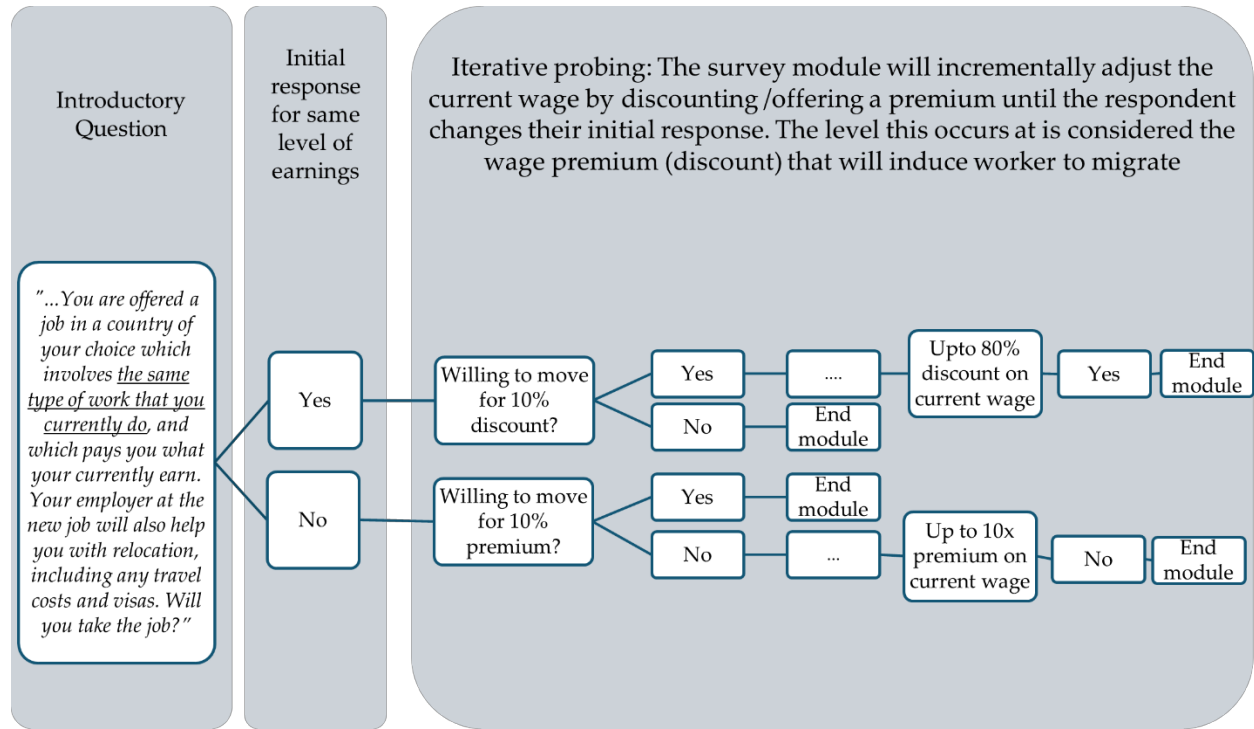 Introductory
Question
"...You are offered a
job in a country of
your choice which
involves the same
type of work that you
currently do, and
which pays you what
your currently earn.
Your employer at the
new job will also help
you with relocation,
including any travel
costs and visas. Will
you take the job?"
Initial
response
for same
level of
earnings
Yes
No
Iterative probing: The survey module will incrementally adjust the
current wage by discounting /offering a premium until the respondent
changes their initial response. The level this occurs at is considered the
wage premium (discount) that will induce worker to migrate
Willing to move
for 10%
discount?
Yes
....
Upto 80%
discount on
current wage
Yes
End
module
No
End
module
Willing to move
for 10%
premium?
Yes
End
module
No
...
Up to 10x
premium on
current wage
No
End
module